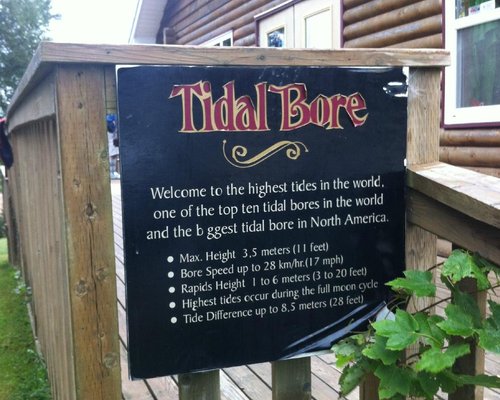 Tidal Bore
Welcome to the highest tides in the world,
one of the top ten tidal bores in the world
and the b ggest tidal bore in North America.
• Max. Height 3,5 meters (11 feet)
• Bore Speed up to 28 km/hr.(17 mph)
• Rapids Height 1 to 6 meters (3 to 20 feet)
• Highest tides occur during the full moon cycle
• Tide Difference up to 8,5 meters (28 feet)